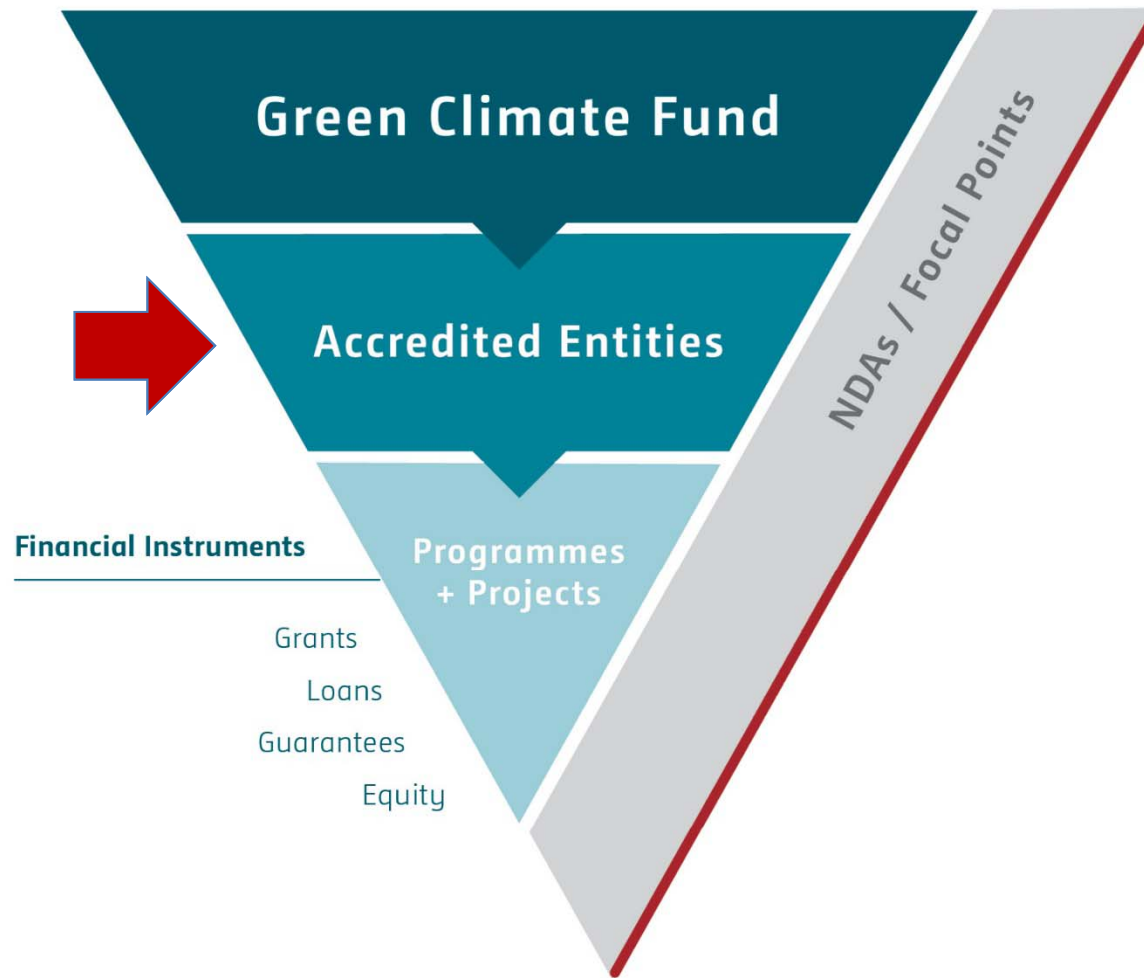 Green Climate Fund
NDAs / Focal Points
Accredited Entities
Programmes
+ Projects
Financial Instruments
Grants
Loans
Guarantees
Equity